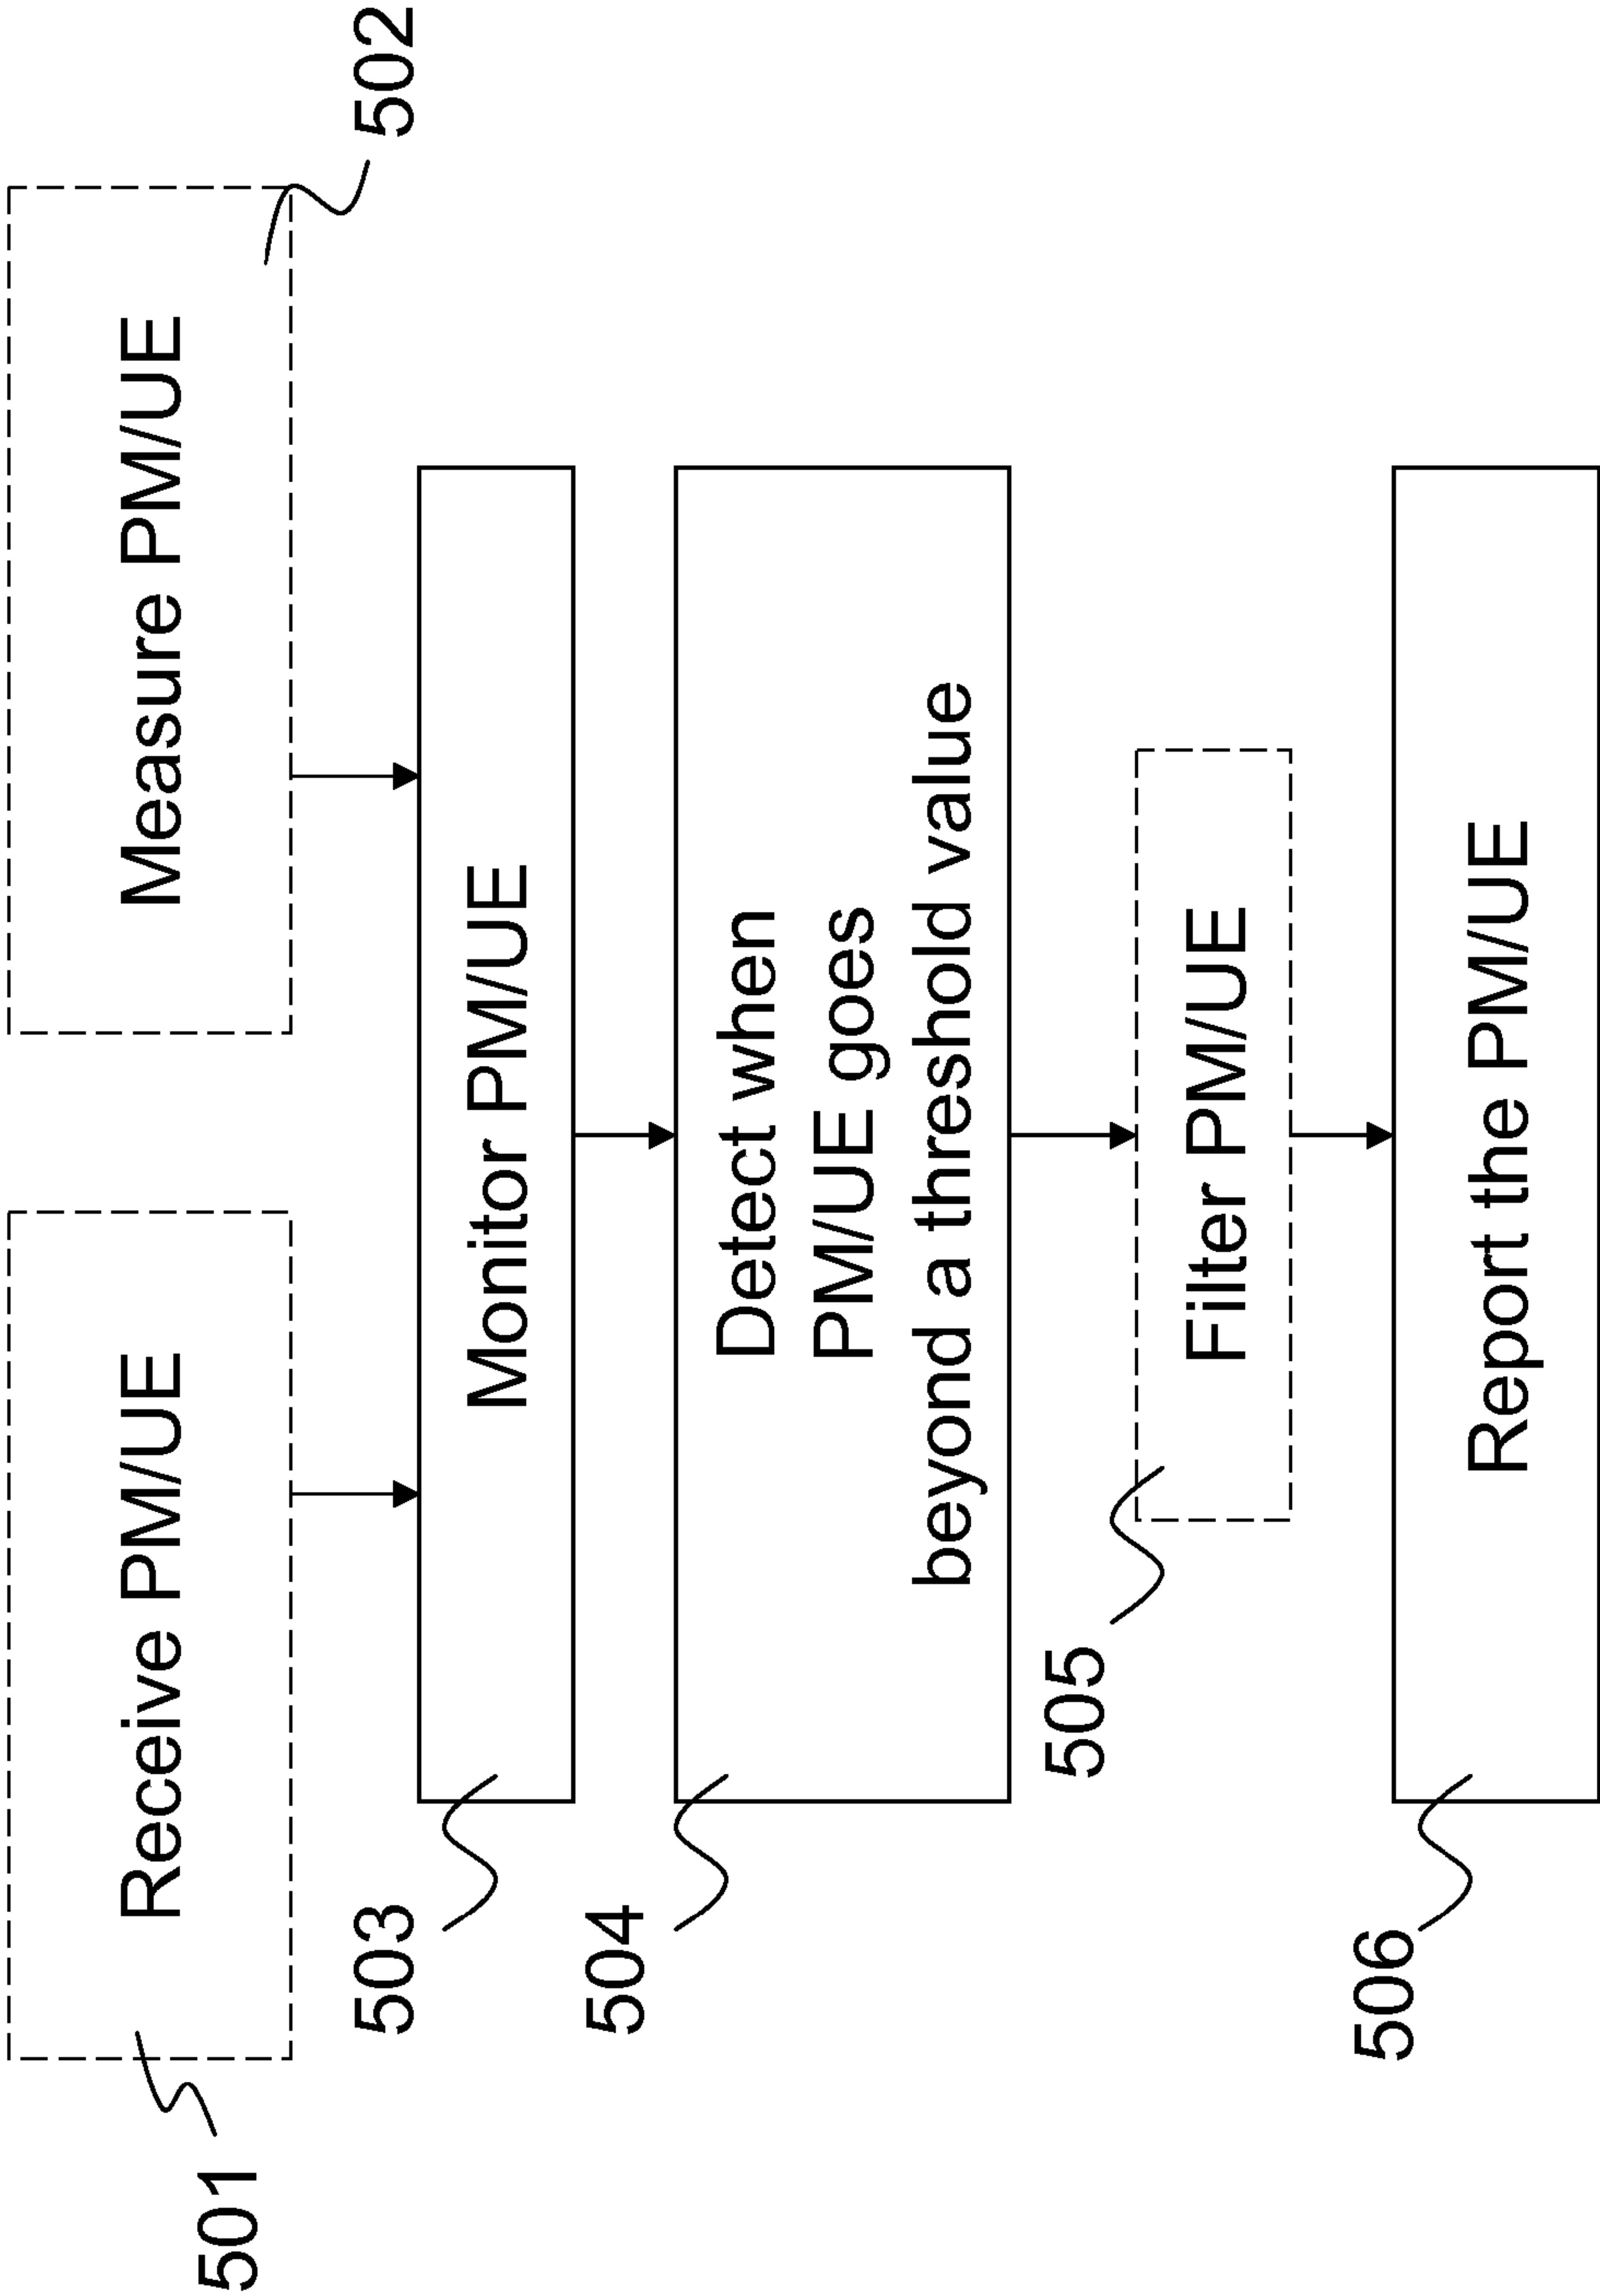 501
Receive PM/UE
Measure PM/UE
502
503
Monitor PM/UE
504
Detect when
PM/UE goes
beyond a threshold value
505
Filter PM/UE
506
Report the PM/UE